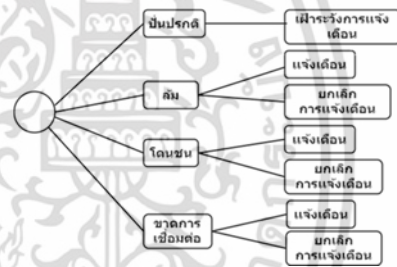 ปั่นปรกติ
เฝ้าระวังการแจ้ง
เตือน
ล้ม
แจ้งเตือน
ยกเลิก
การแจ้งเตือน
โดนชน
แจ้งเตือน
ยกเลิก
การแจ้งเตือน
ขาดการ
เชื่อมต่อ
แจ้งเตือน
ยกเลิก
การแจ้งเตือน